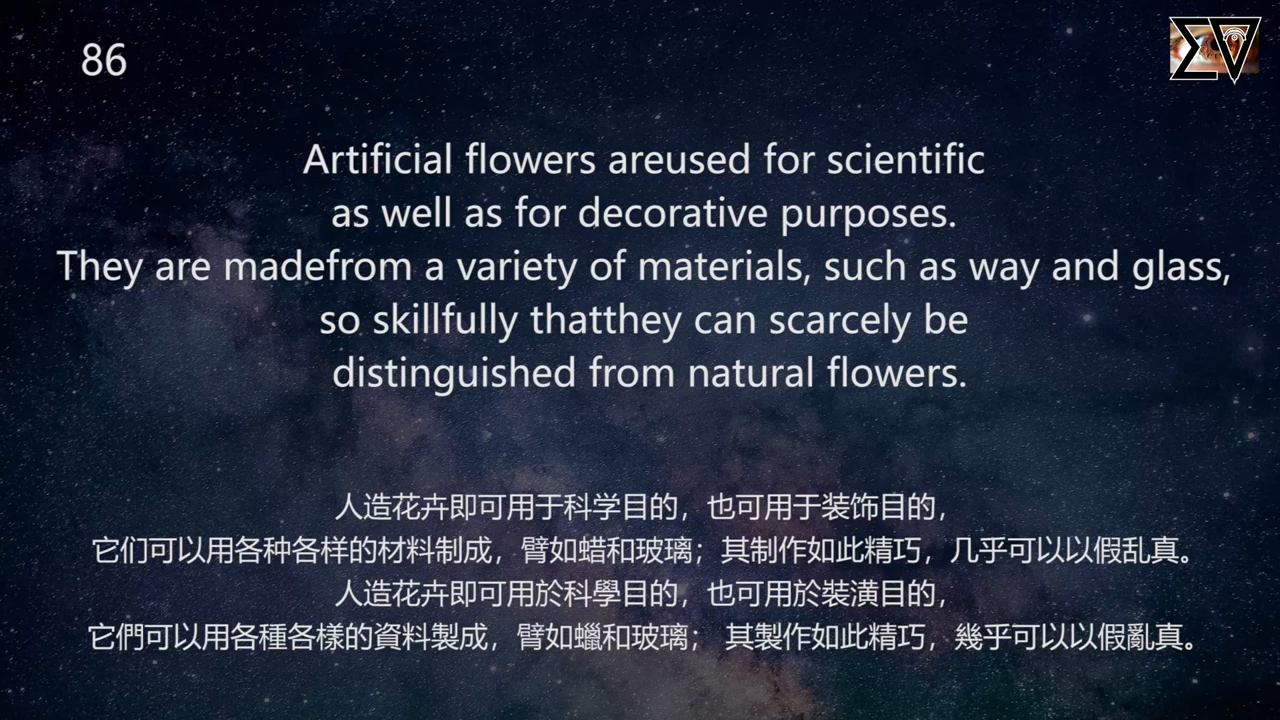 86
Artificial flowers areused for scientific
as well as for decorative purposes.
They are madefrom a variety of materials, such as way and glass,
so skillfully thatthey can scarcely be
distinguished from natural flowers.
人造花卉即可用于科学目的，也可用于装饰目的，
它们可以用各种各样的材料制成，臂如蜡和玻璃；其制作如此精巧，几乎可以以假乱真。
人造花卉即可用於科學目的，也可用於裝潢目的，
它們可以用各種各樣的資料製成，臂如蠟和玻璃； 其製作如此精巧，幾乎可以以假亂真。